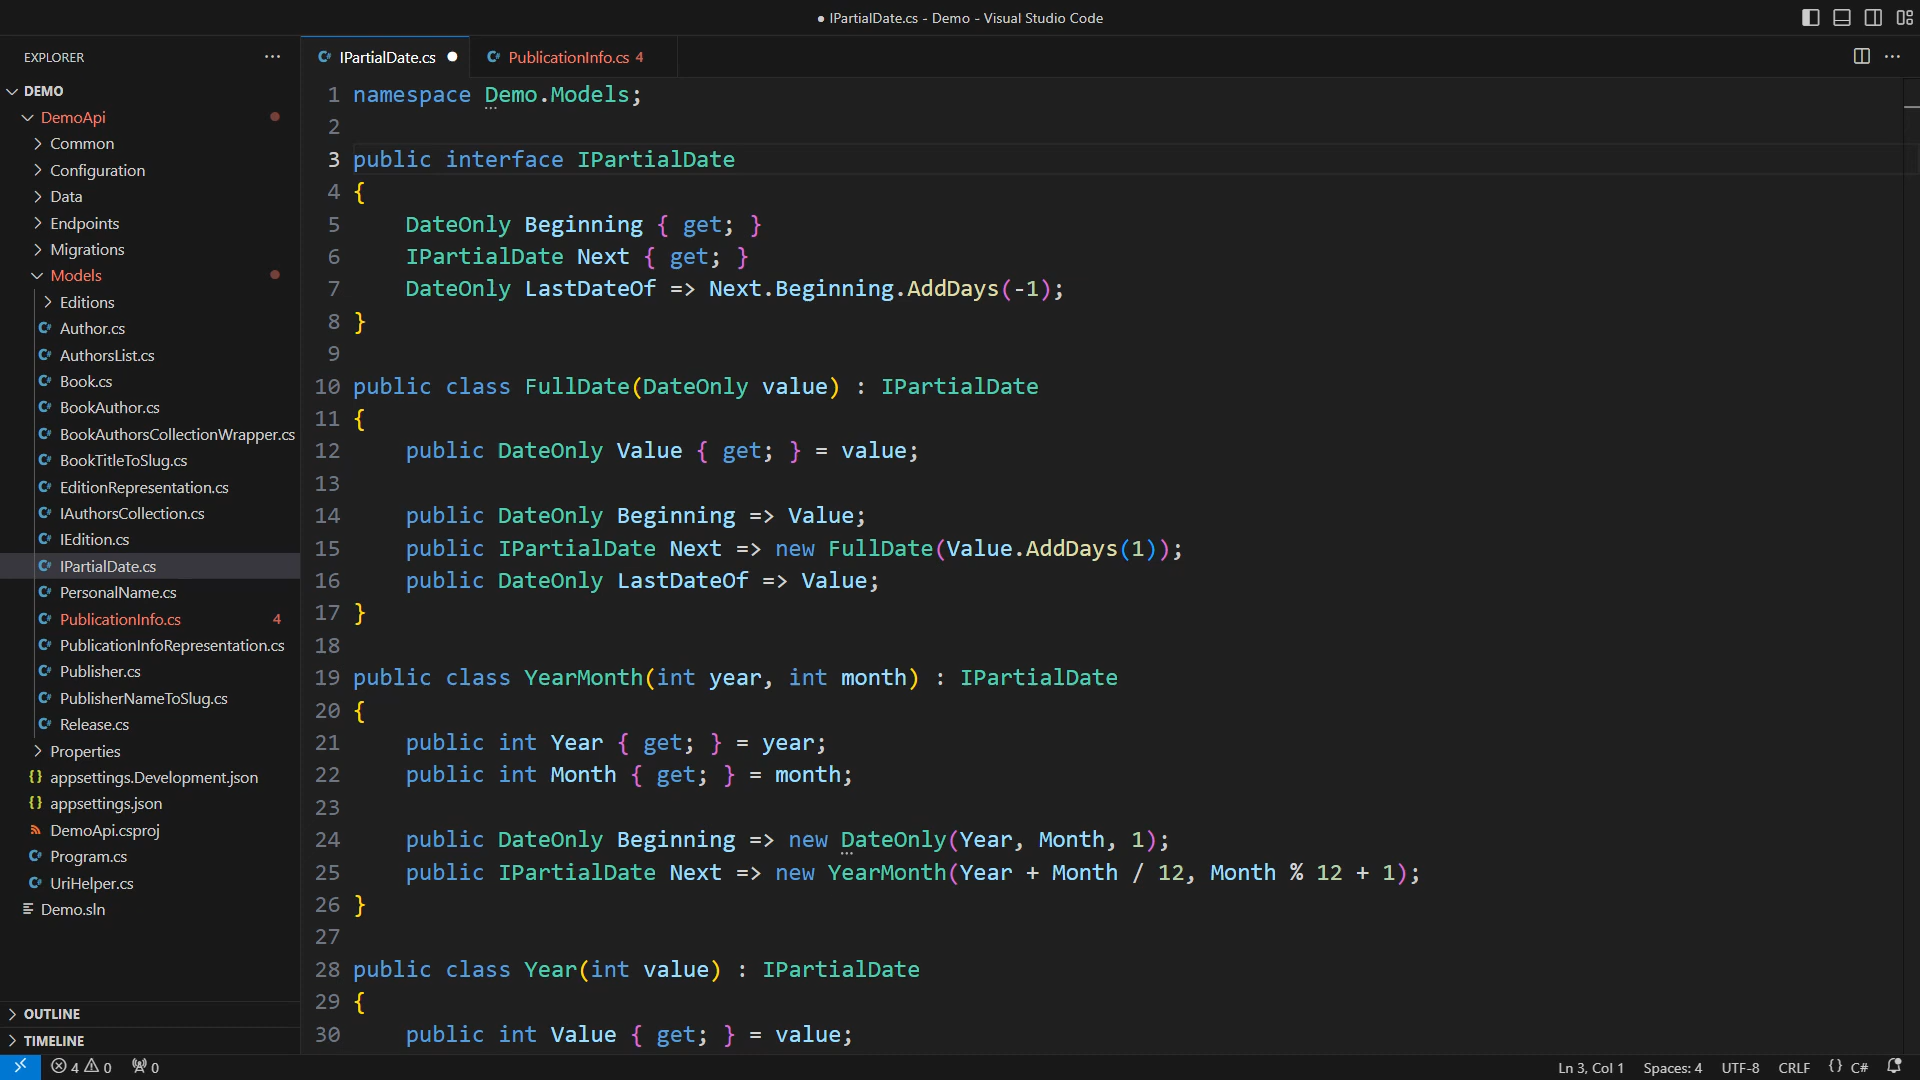 ● IPartialDate.cs - Demo - Visual Studio Code
EXPLORER
DEMO
DemoApi
Common
Configuration
Data
Endpoints
Migrations
Models
Editions
Author.cs
AuthorsList.cs
Book.cs
BookAuthor.cs
BookAuthorsCollectionWrapper.cs
BookTitleToSlug.cs
EditionRepresentation.cs
IAuthorsCollection.cs
IEdition.cs
IPartialDate.cs
PersonalName.cs
PublicationInfo.cs 4
PublicationInfoRepresentation.cs
Publisher.cs
PublisherNameToSlug.cs
Release.cs
Properties
{} appsettings.Development.json
{} appsettings.json
DemoApi.csproj
Program.cs
UriHelper.cs
Demo.sln
OUTLINE
TIMELINE
IPartialDate.cs ●
PublicationInfo.cs 4
1 namespace Demo.Models;
2
3 public interface IPartialDate
4 {
5     DateOnly Beginning { get; }
6     IPartialDate Next { get; }
7     DateOnly LastDateOf => Next.Beginning.AddDays(-1);
8 }
9
10 public class FullDate(DateOnly value) : IPartialDate
11 {
12     public DateOnly Value { get; } = value;
13
14     public DateOnly Beginning => Value;
15     public IPartialDate Next => new FullDate(Value.AddDays(1));
16     public DateOnly LastDateOf => Value;
17 }
18
19 public class YearMonth(int year, int month) : IPartialDate
20 {
21     public int Year { get; } = year;
22     public int Month { get; } = month;
23
24     public DateOnly Beginning => new DateOnly(Year, Month, 1);
25     public IPartialDate Next => new YearMonth(Year + Month / 12, Month % 12 + 1);
26 }
27
28 public class Year(int value) : IPartialDate
29 {
30     public int Value { get; } = value;
4 0 0
Ln 3, Col 1 Spaces: 4 UTF-8 CRLF {} C#